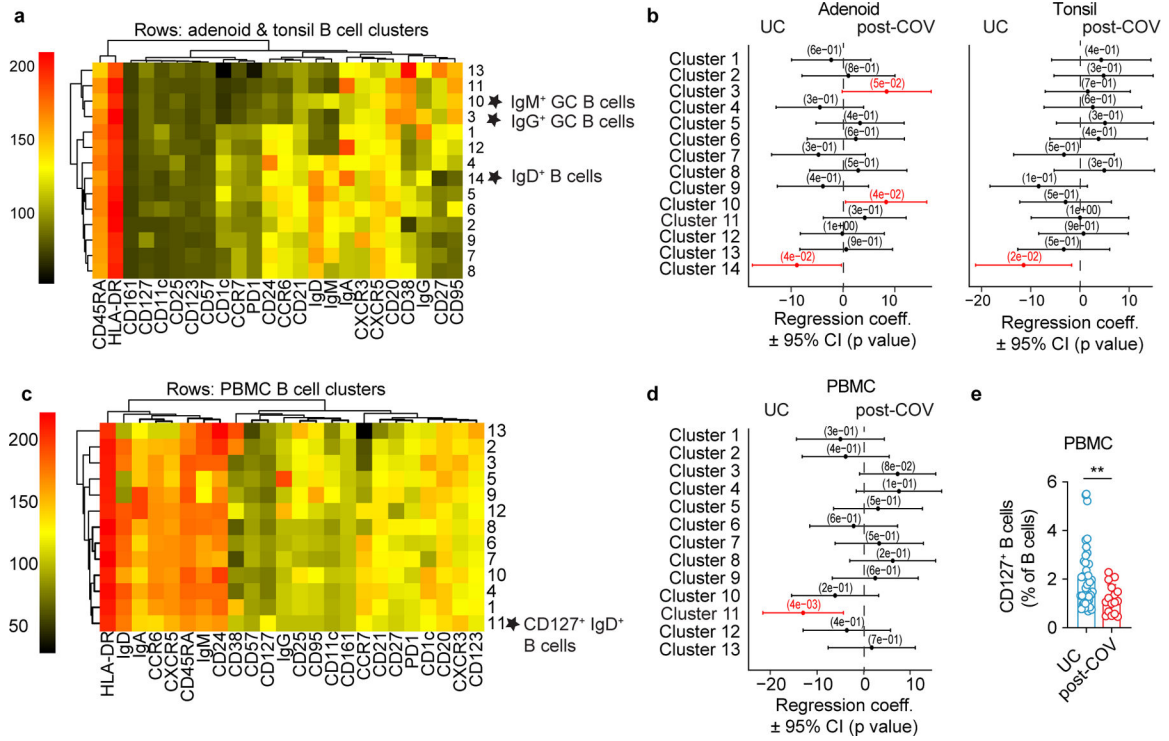 a
Rows: adenoid & tonsil B cell clusters
200
150
100
13
11
10 ★ IgM⁺ GC B cells
3 ★ IgG⁺ GC B cells
1
12
4
14 ★ IgD⁺ B cells
5
6
2
9
7
8
CD45RA
HLA-DR
CD161
CD127
CD11c
CD25
CD123
CD57
CD1c
CCR7
PD1
CD24
CCR6
CD21
IgD
IgM
IgA
CXCR3
CXCR5
CD20
CD38
IgG
CD27
CD95
b
Adenoid
UC post-COV
Cluster 1 (6e-01)
Cluster 2 (8e-01)
Cluster 3 (5e-02)
Cluster 4 (3e-01)
Cluster 5 (4e-01)
Cluster 6 (6e-01)
Cluster 7 (3e-01)
Cluster 8 (5e-01)
Cluster 9 (4e-01)
Cluster 10 (4e-02)
Cluster 11 (3e-01)
Cluster 12 (1e+00)
Cluster 13 (9e-01)
Cluster 14 (4e-02)
−10 0 10
Regression coeff.
± 95% CI (p value)
Tonsil
UC post-COV
(4e-01)
(3e-01)
(7e-01)
(6e-01)
(3e-01)
(4e-01)
(5e-01)
(3e-01)
(1e-01)
(5e-01)
(1e+00)
(9e-01)
(5e-01)
(2e-02)
−20 −10 0 10
Regression coeff.
± 95% CI (p value)
c
Rows: PBMC B cell clusters
200
150
100
50
13
2
3
5
9
12
8
6
7
10
4
1
11 ★ CD127⁺ IgD⁺
B cells
HLA-DR
IgD
IgA
CCR6
CXCR5
CD45RA
IgM
CD24
CD38
CD57
CD127
IgG
CD25
CD95
CD11c
CD161
CCR7
CD21
CD27
PD1
CD1c
CD20
CXCR3
CD123
d
PBMC
UC post-COV
Cluster 1 (3e-01)
Cluster 2 (4e-01)
Cluster 3 (8e-02)
Cluster 4 (1e-01)
Cluster 5 (5e-01)
Cluster 6 (6e-01)
Cluster 7 (5e-01)
Cluster 8 (2e-01)
Cluster 9 (6e-01)
Cluster 10 (2e-01)
Cluster 11 (4e-03)
Cluster 12 (4e-01)
Cluster 13 (7e-01)
−20 −10 0 10
Regression coeff.
± 95% CI (p value)
e
PBMC
**
CD127⁺ B cells
(% of B cells)
6
4
2
0
UC
post-COV